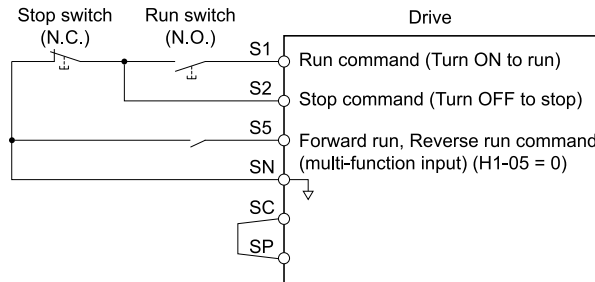 Stop switch
(N.C.)
Run switch
(N.O.)
Drive
S1
Run command (Turn ON to run)
S2
Stop command (Turn OFF to stop)
S5
Forward run, Reverse run command
(multi-function input) (H1-05 = 0)
SN
SC
SP